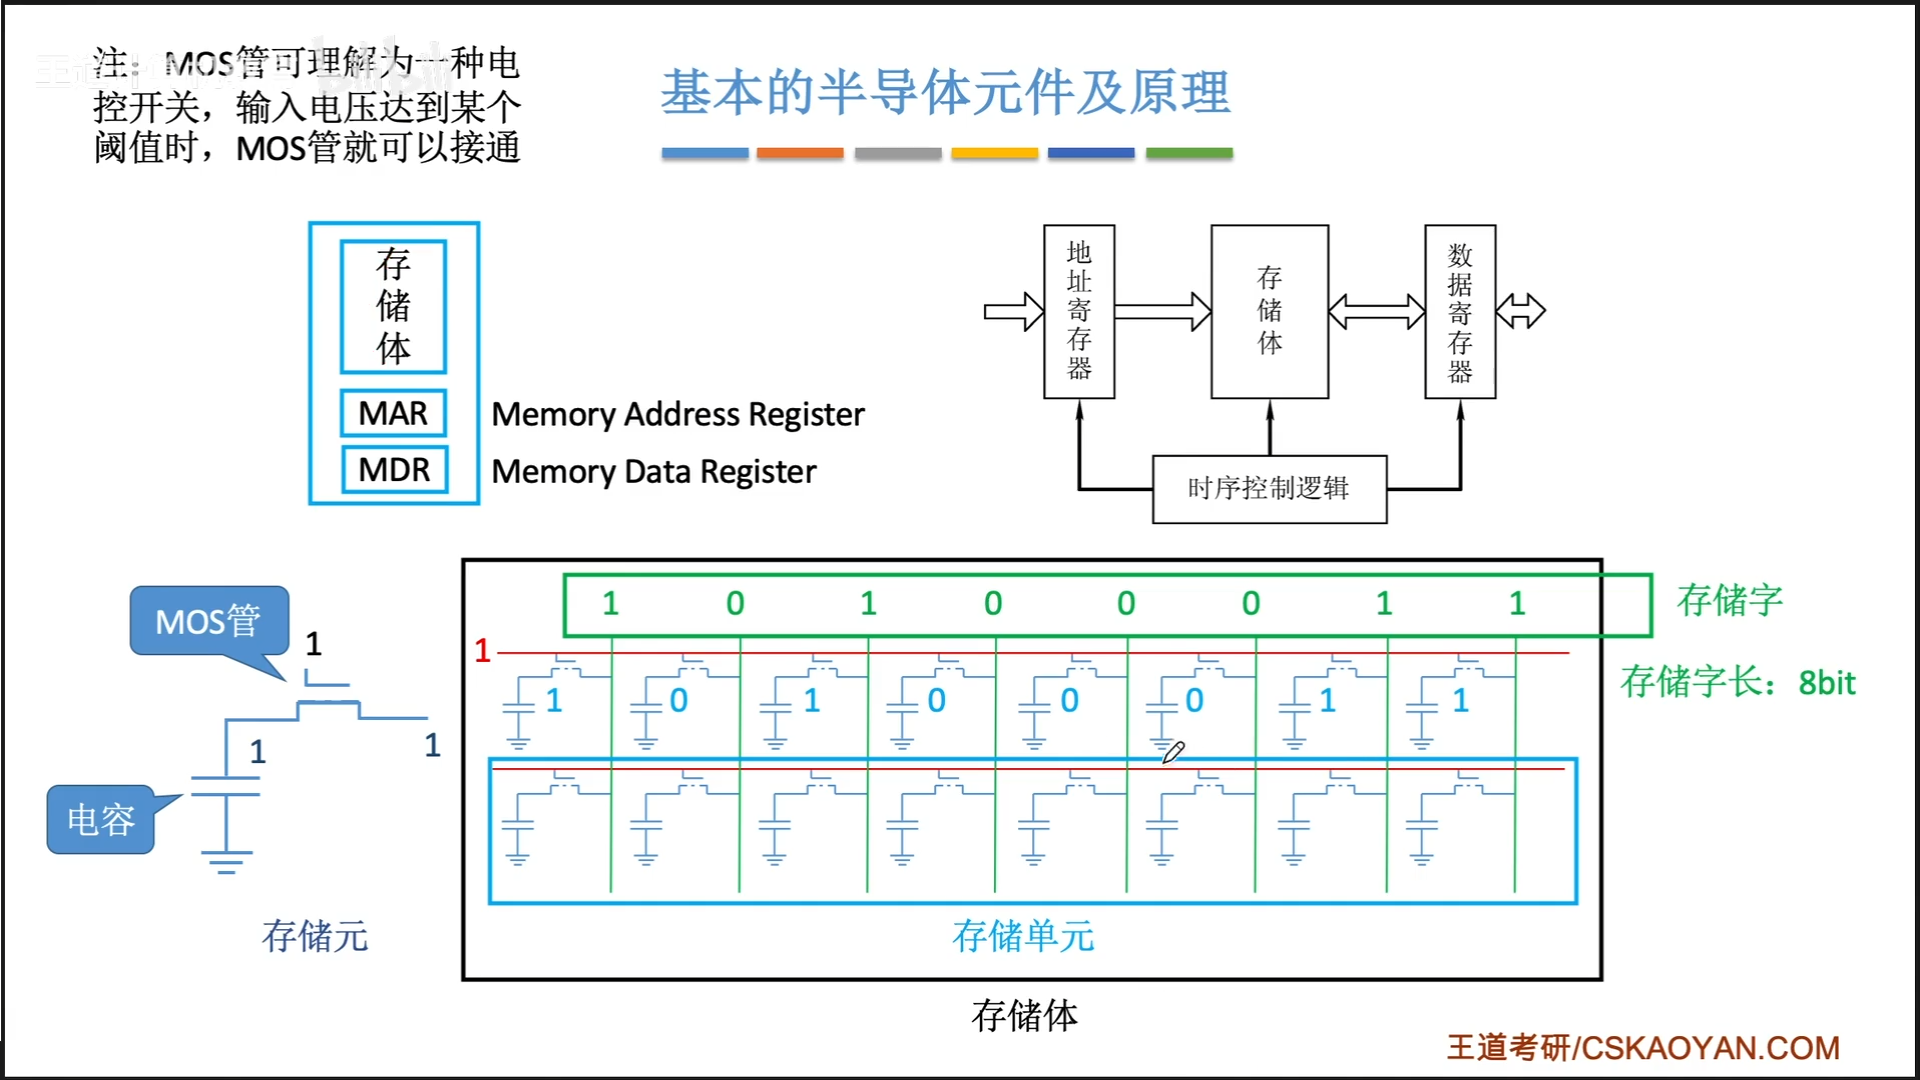 注：MOS管可理解为一种电
控开关，输入电压达到某个
阈值时，MOS管就可以接通
基本的半导体元件及原理
存
储
体
MAR
Memory Address Register
MDR
Memory Data Register
地
址
寄
存
器
存
储
体
数
据
寄
存
器
时序控制逻辑
MOS管
1
1
1
电容
存储元
1 0 1 0 0 0 1 1
存储字
1
存储字长：8bit
1 0 1 0 0 0 1 1
存储单元
存储体
王道考研/CSKAOYAN.COM